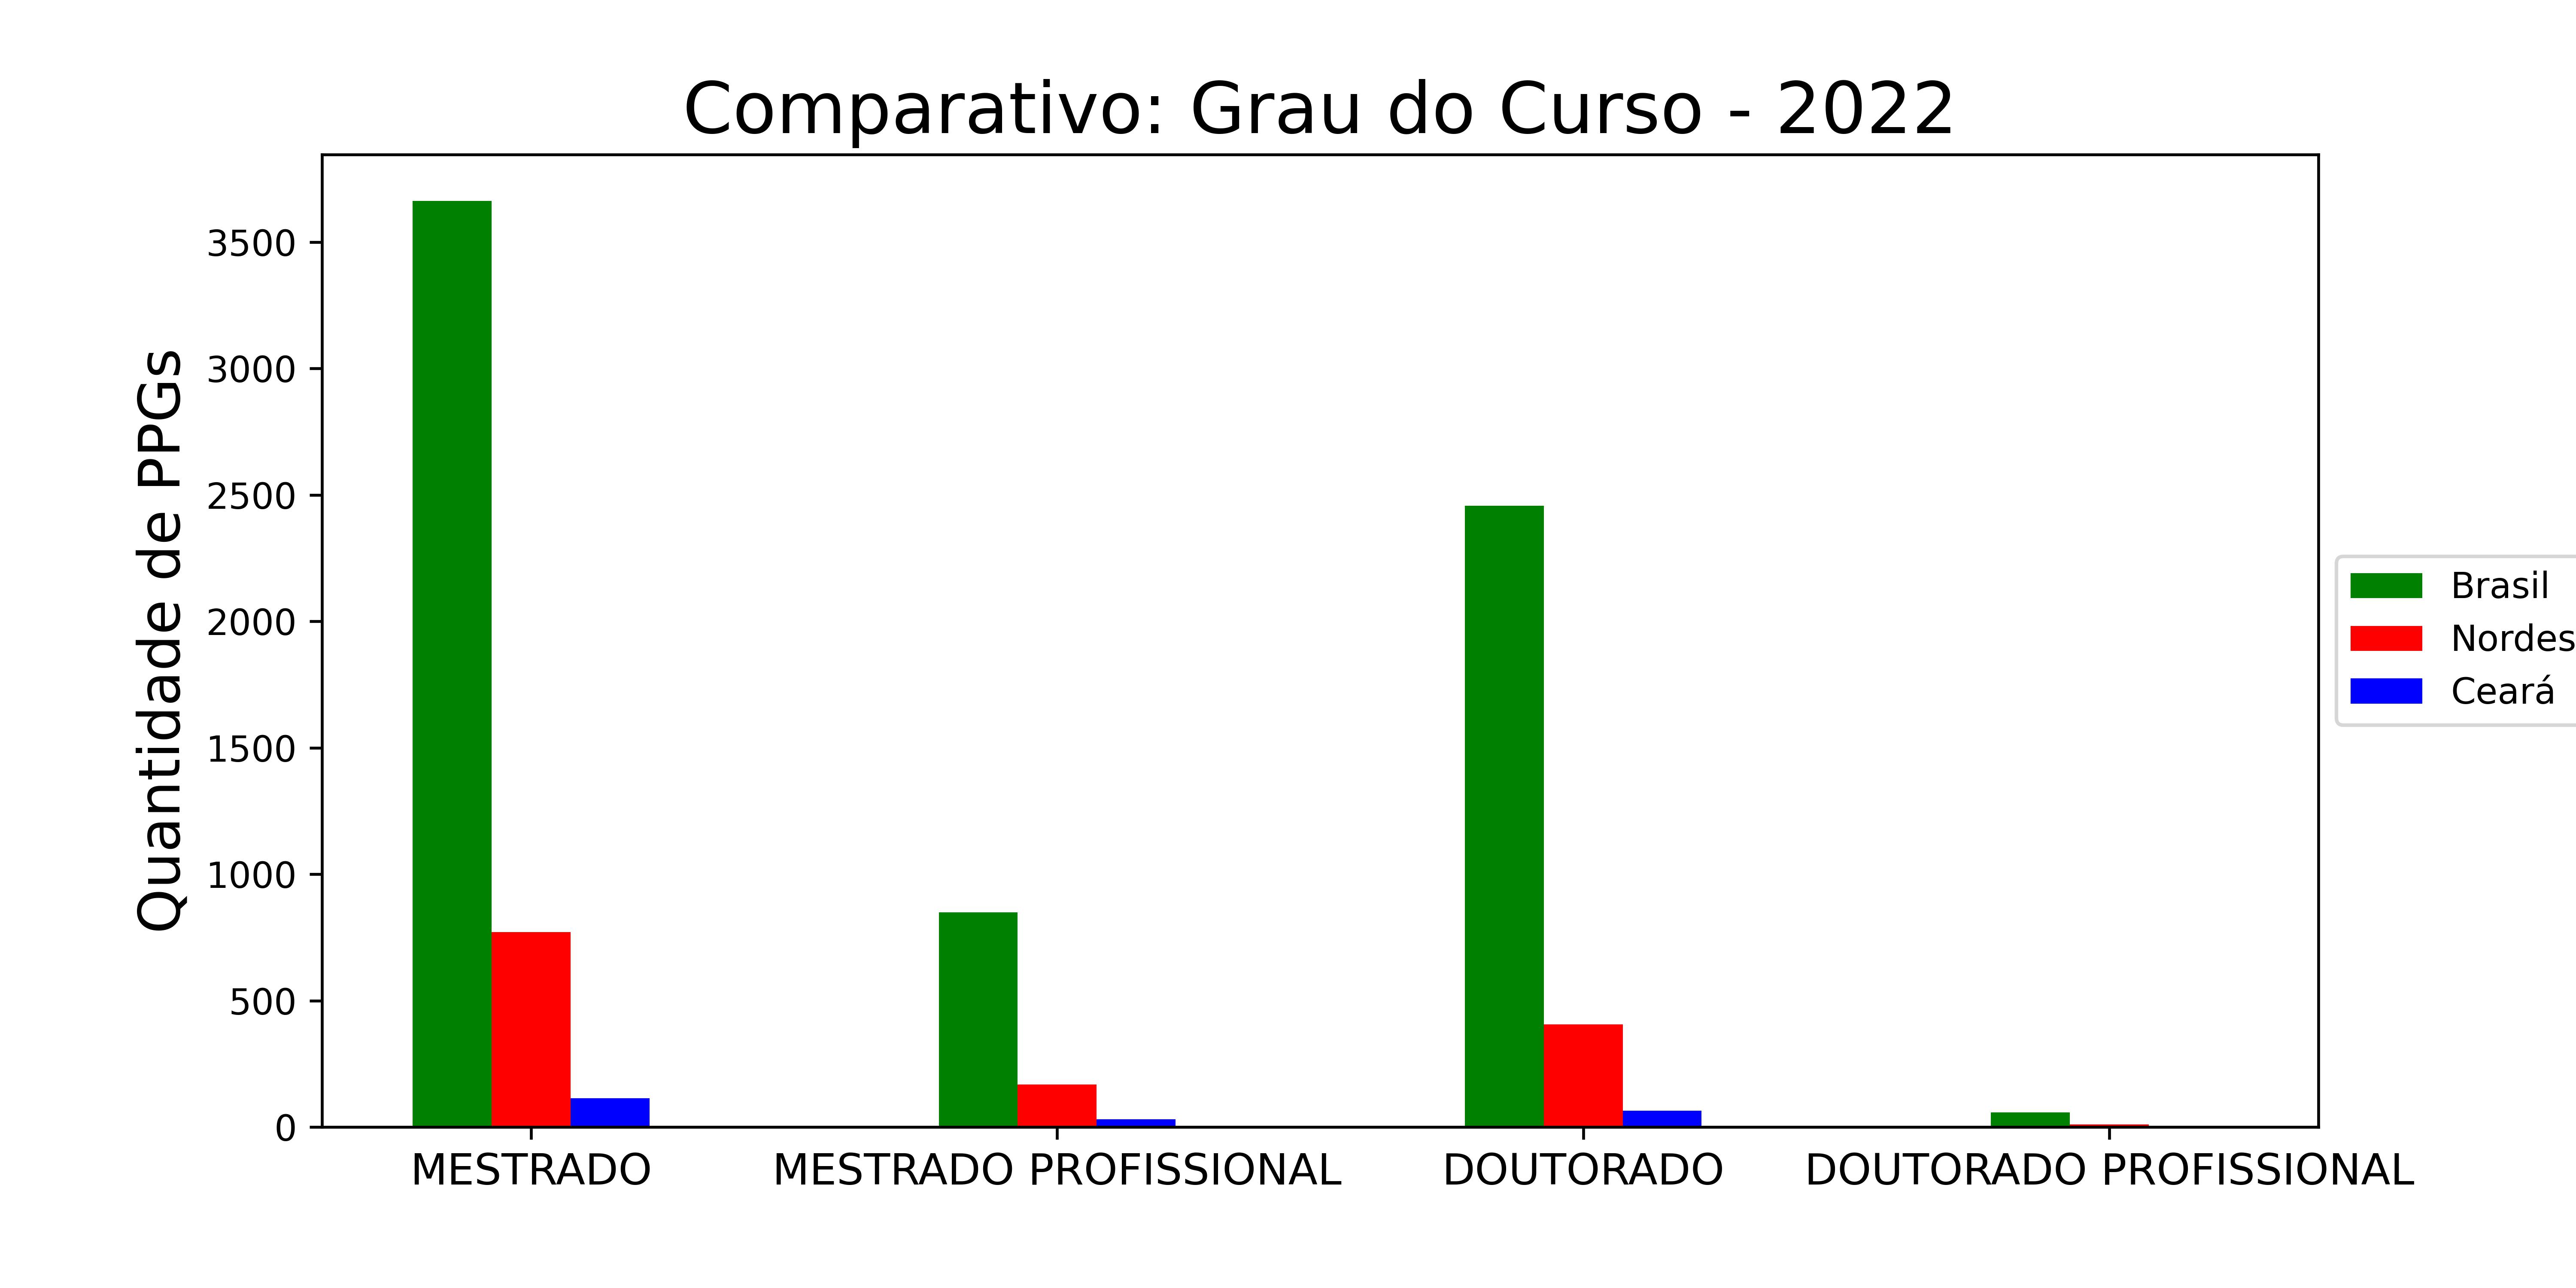 Comparativo: Grau do Curso - 2022
Quantidade de PPGs
3500
3000
2500
2000
1500
1000
500
0
MESTRADO
MESTRADO PROFISSIONAL
DOUTORADO
DOUTORADO PROFISSIONAL
Brasil
Nordes
Ceará